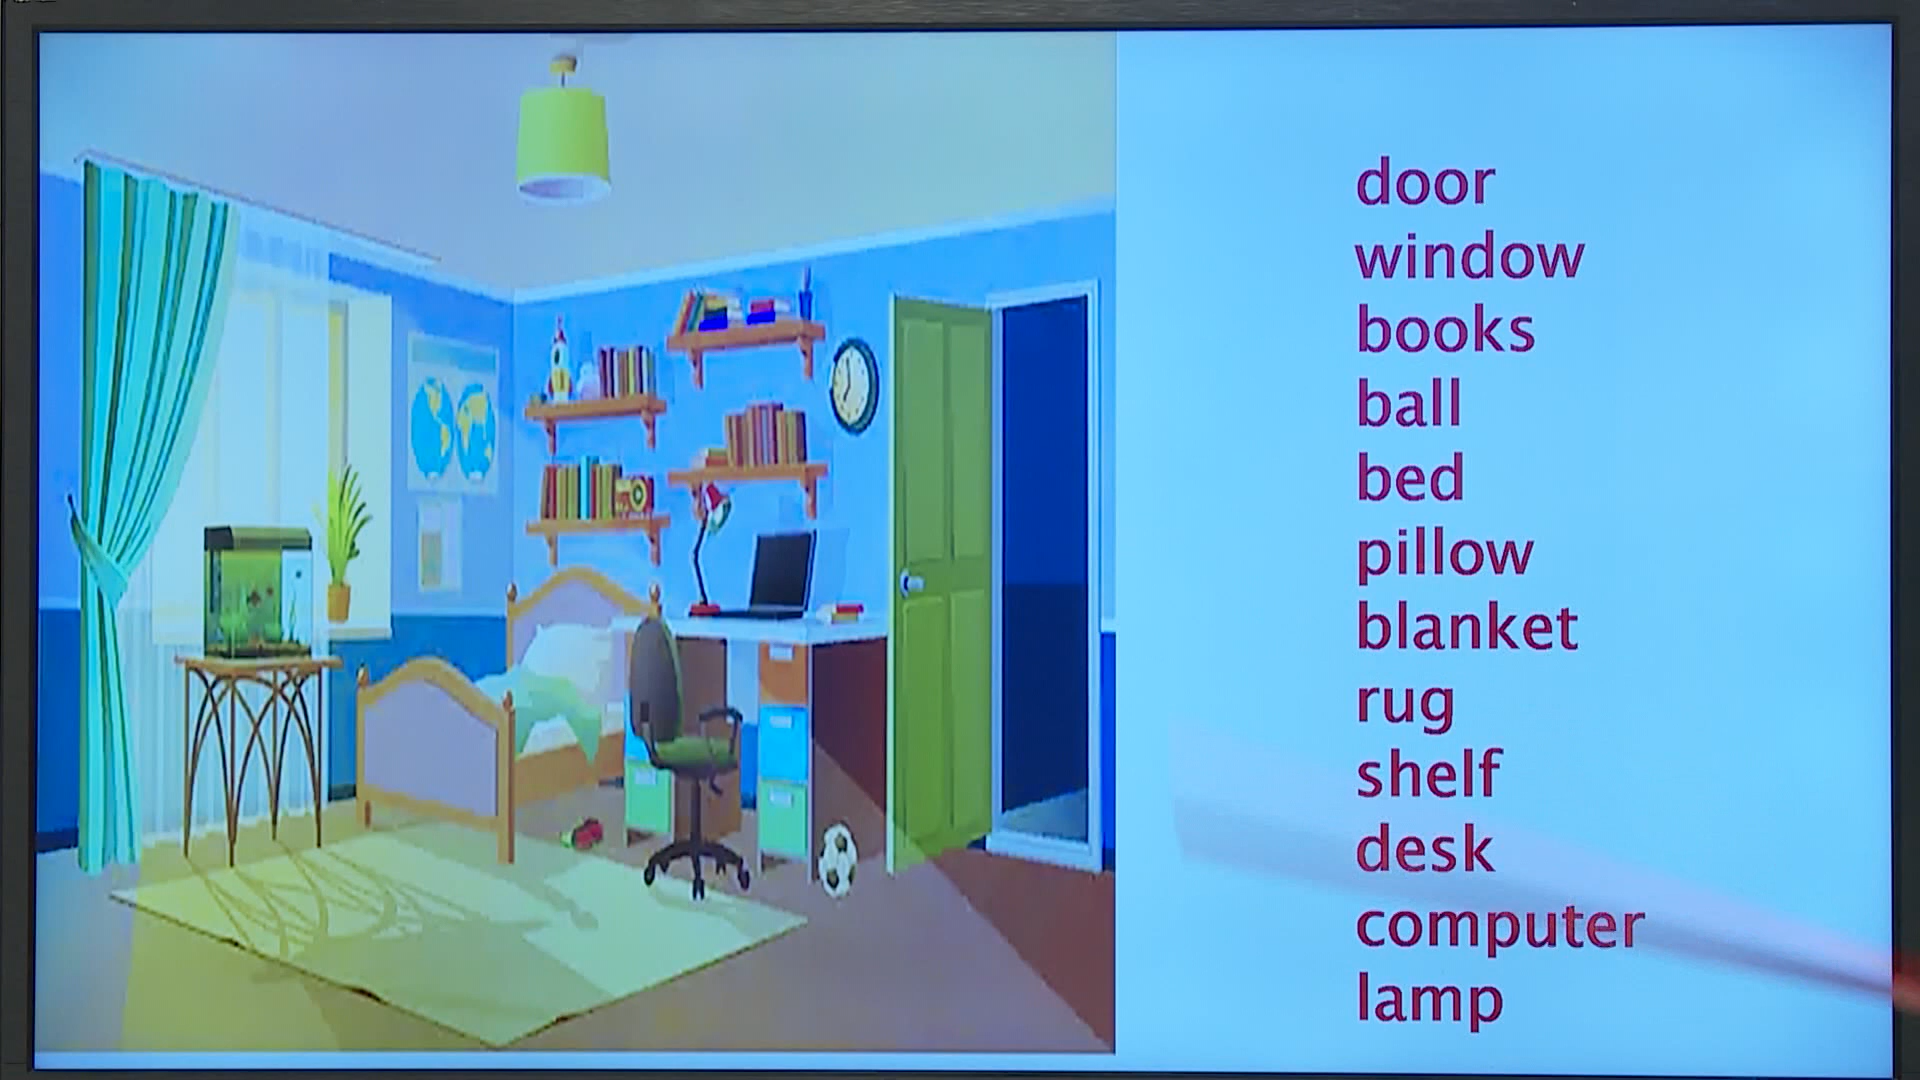 door
window
books
ball
bed
pillow
blanket
rug
shelf
desk
computer
lamp